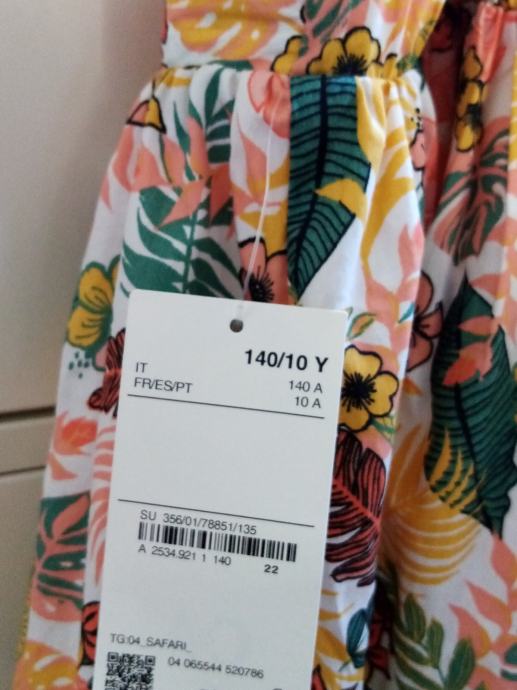 140/10 Y
IT 140 A
FR/ES/PT 10 A
SU 356/01/78851/135
A 2534.921 1 140
22
TG:04_SAFARI_
04 065544 520786